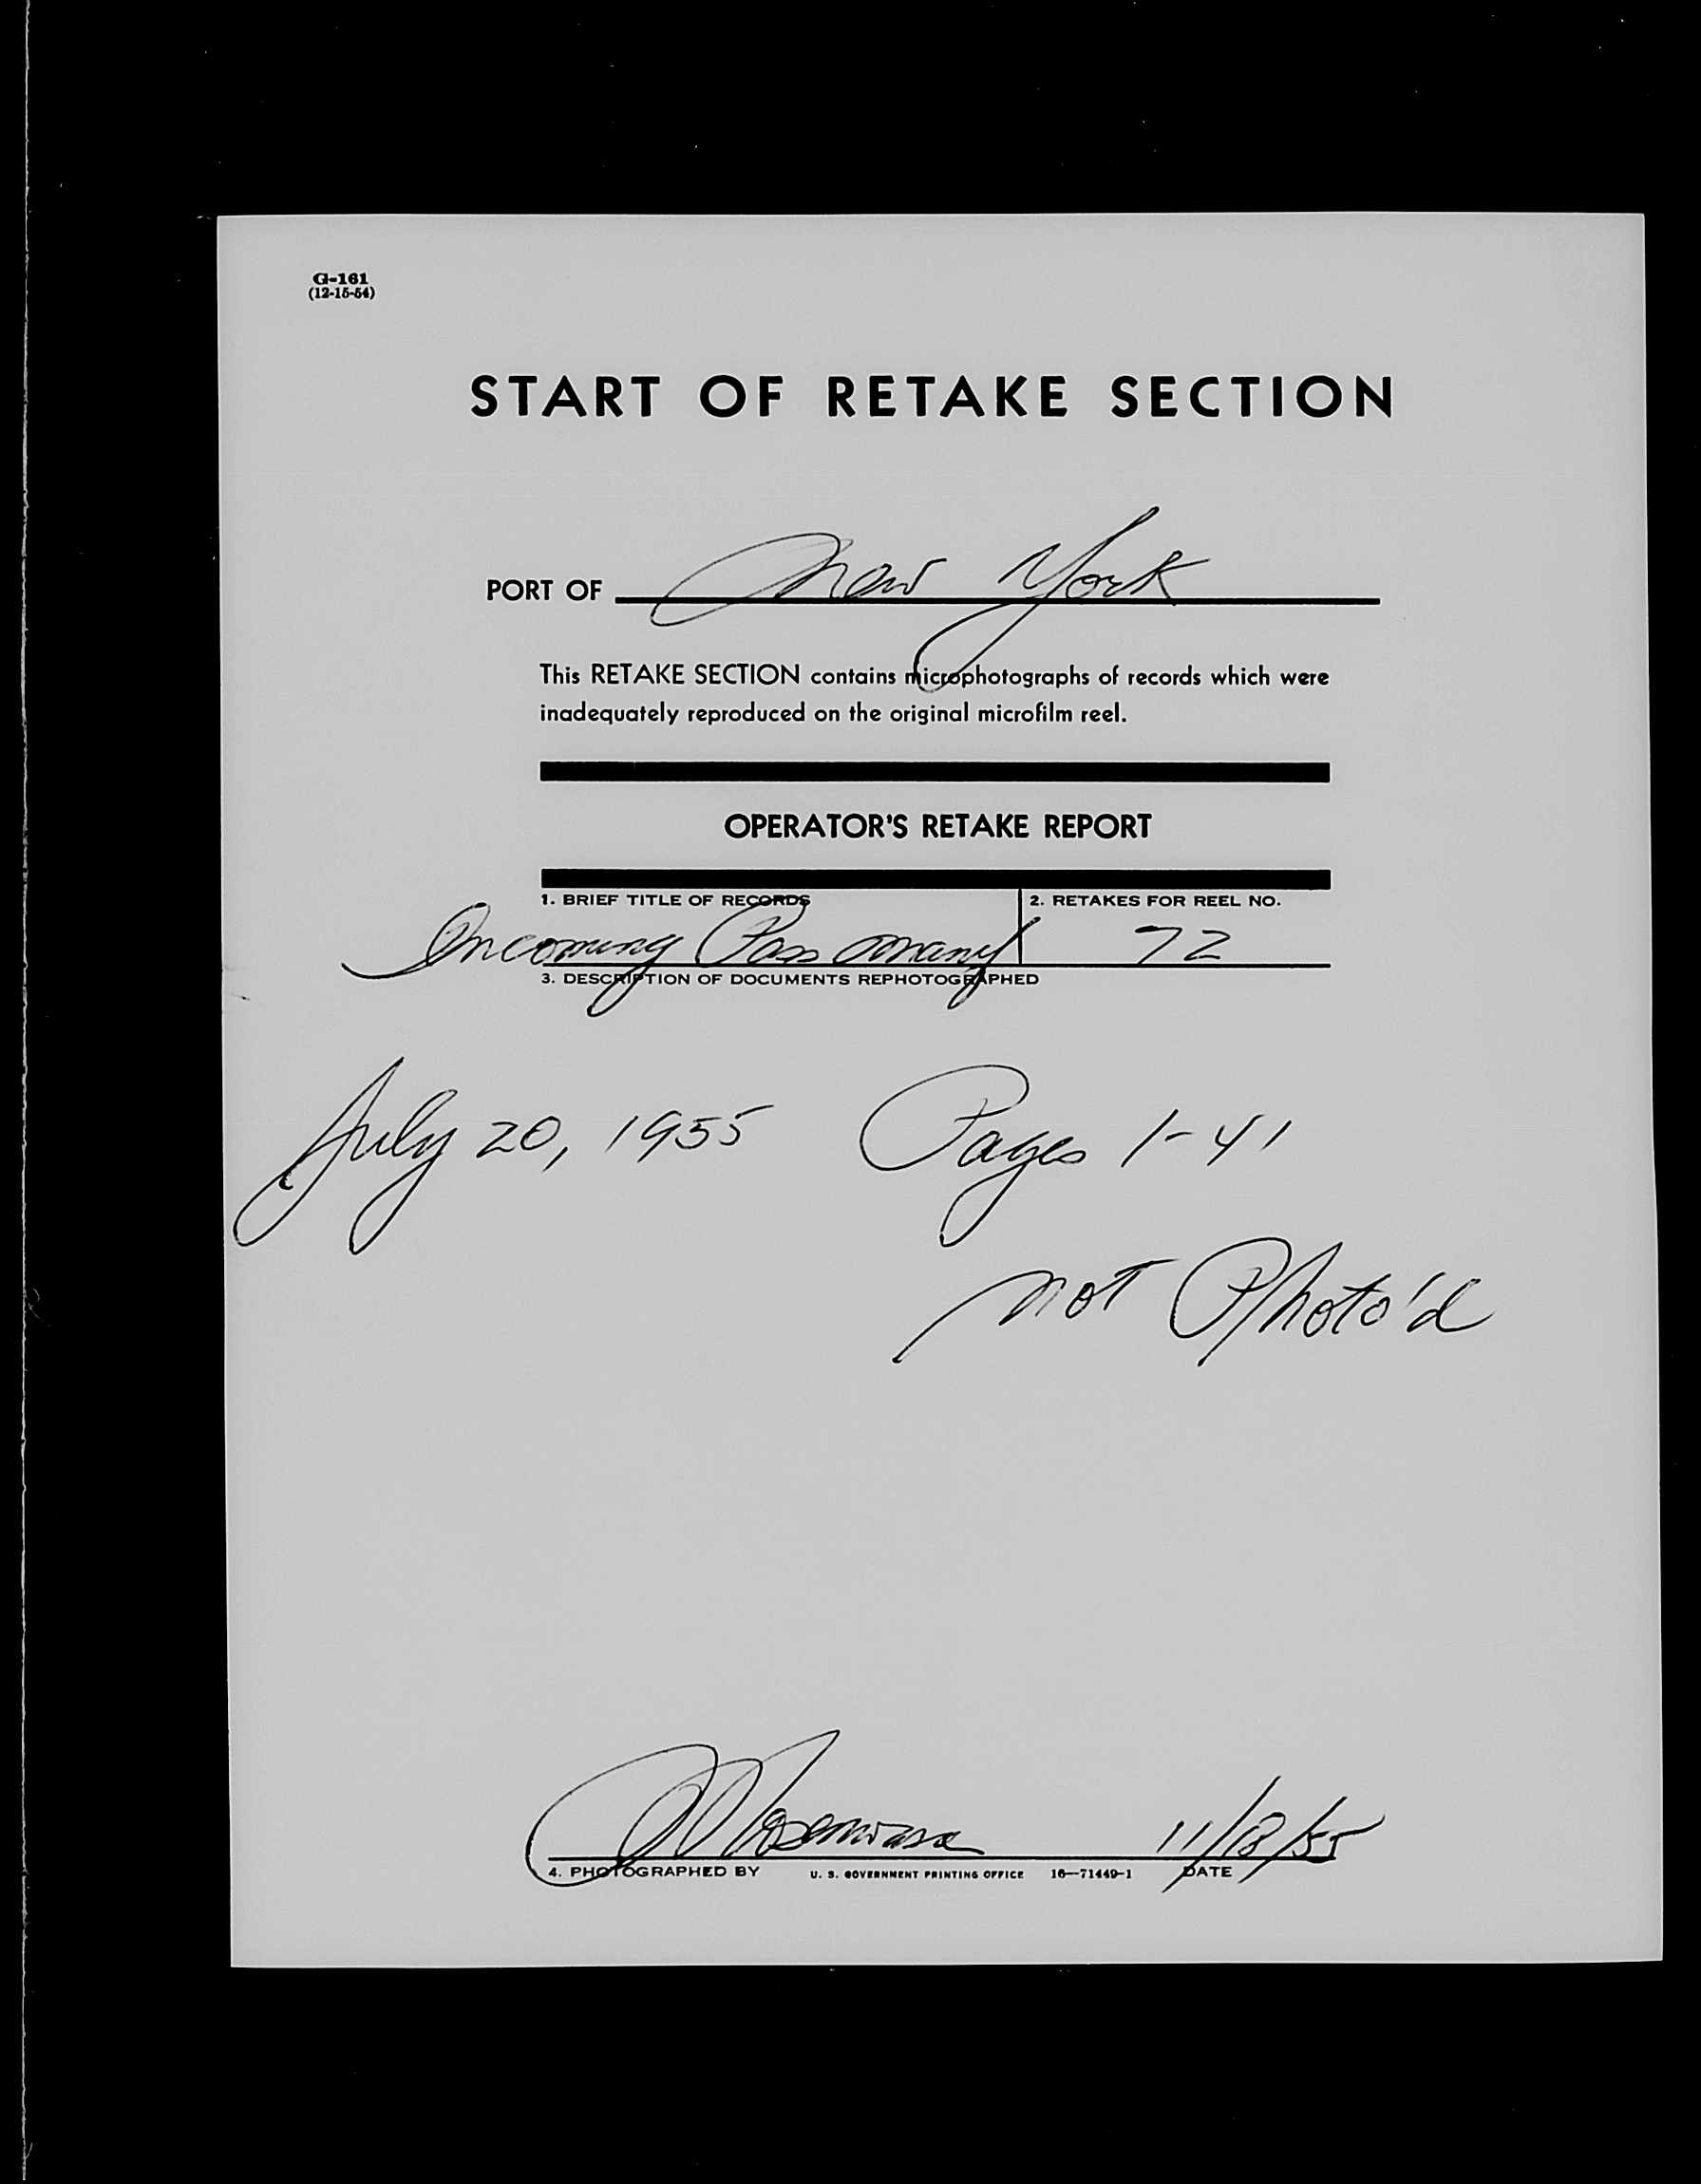 G-161
(12-15-54)
START OF RETAKE SECTION
PORT OF New York
This RETAKE SECTION contains microphotographs of records which were
inadequately reproduced on the original microfilm reel.
OPERATOR'S RETAKE REPORT
1. BRIEF TITLE OF RECORDS 2. RETAKES FOR REEL NO.
Incoming Pass 72
3. DESCRIPTION OF DOCUMENTS REPHOTOGRAPHED
July 20, 1955 Pages 1-41
not Photo'd
11/18/55
4. PHOTOGRAPHED BY U. S. GOVERNMENT PRINTING OFFICE 16—71449-1 DATE